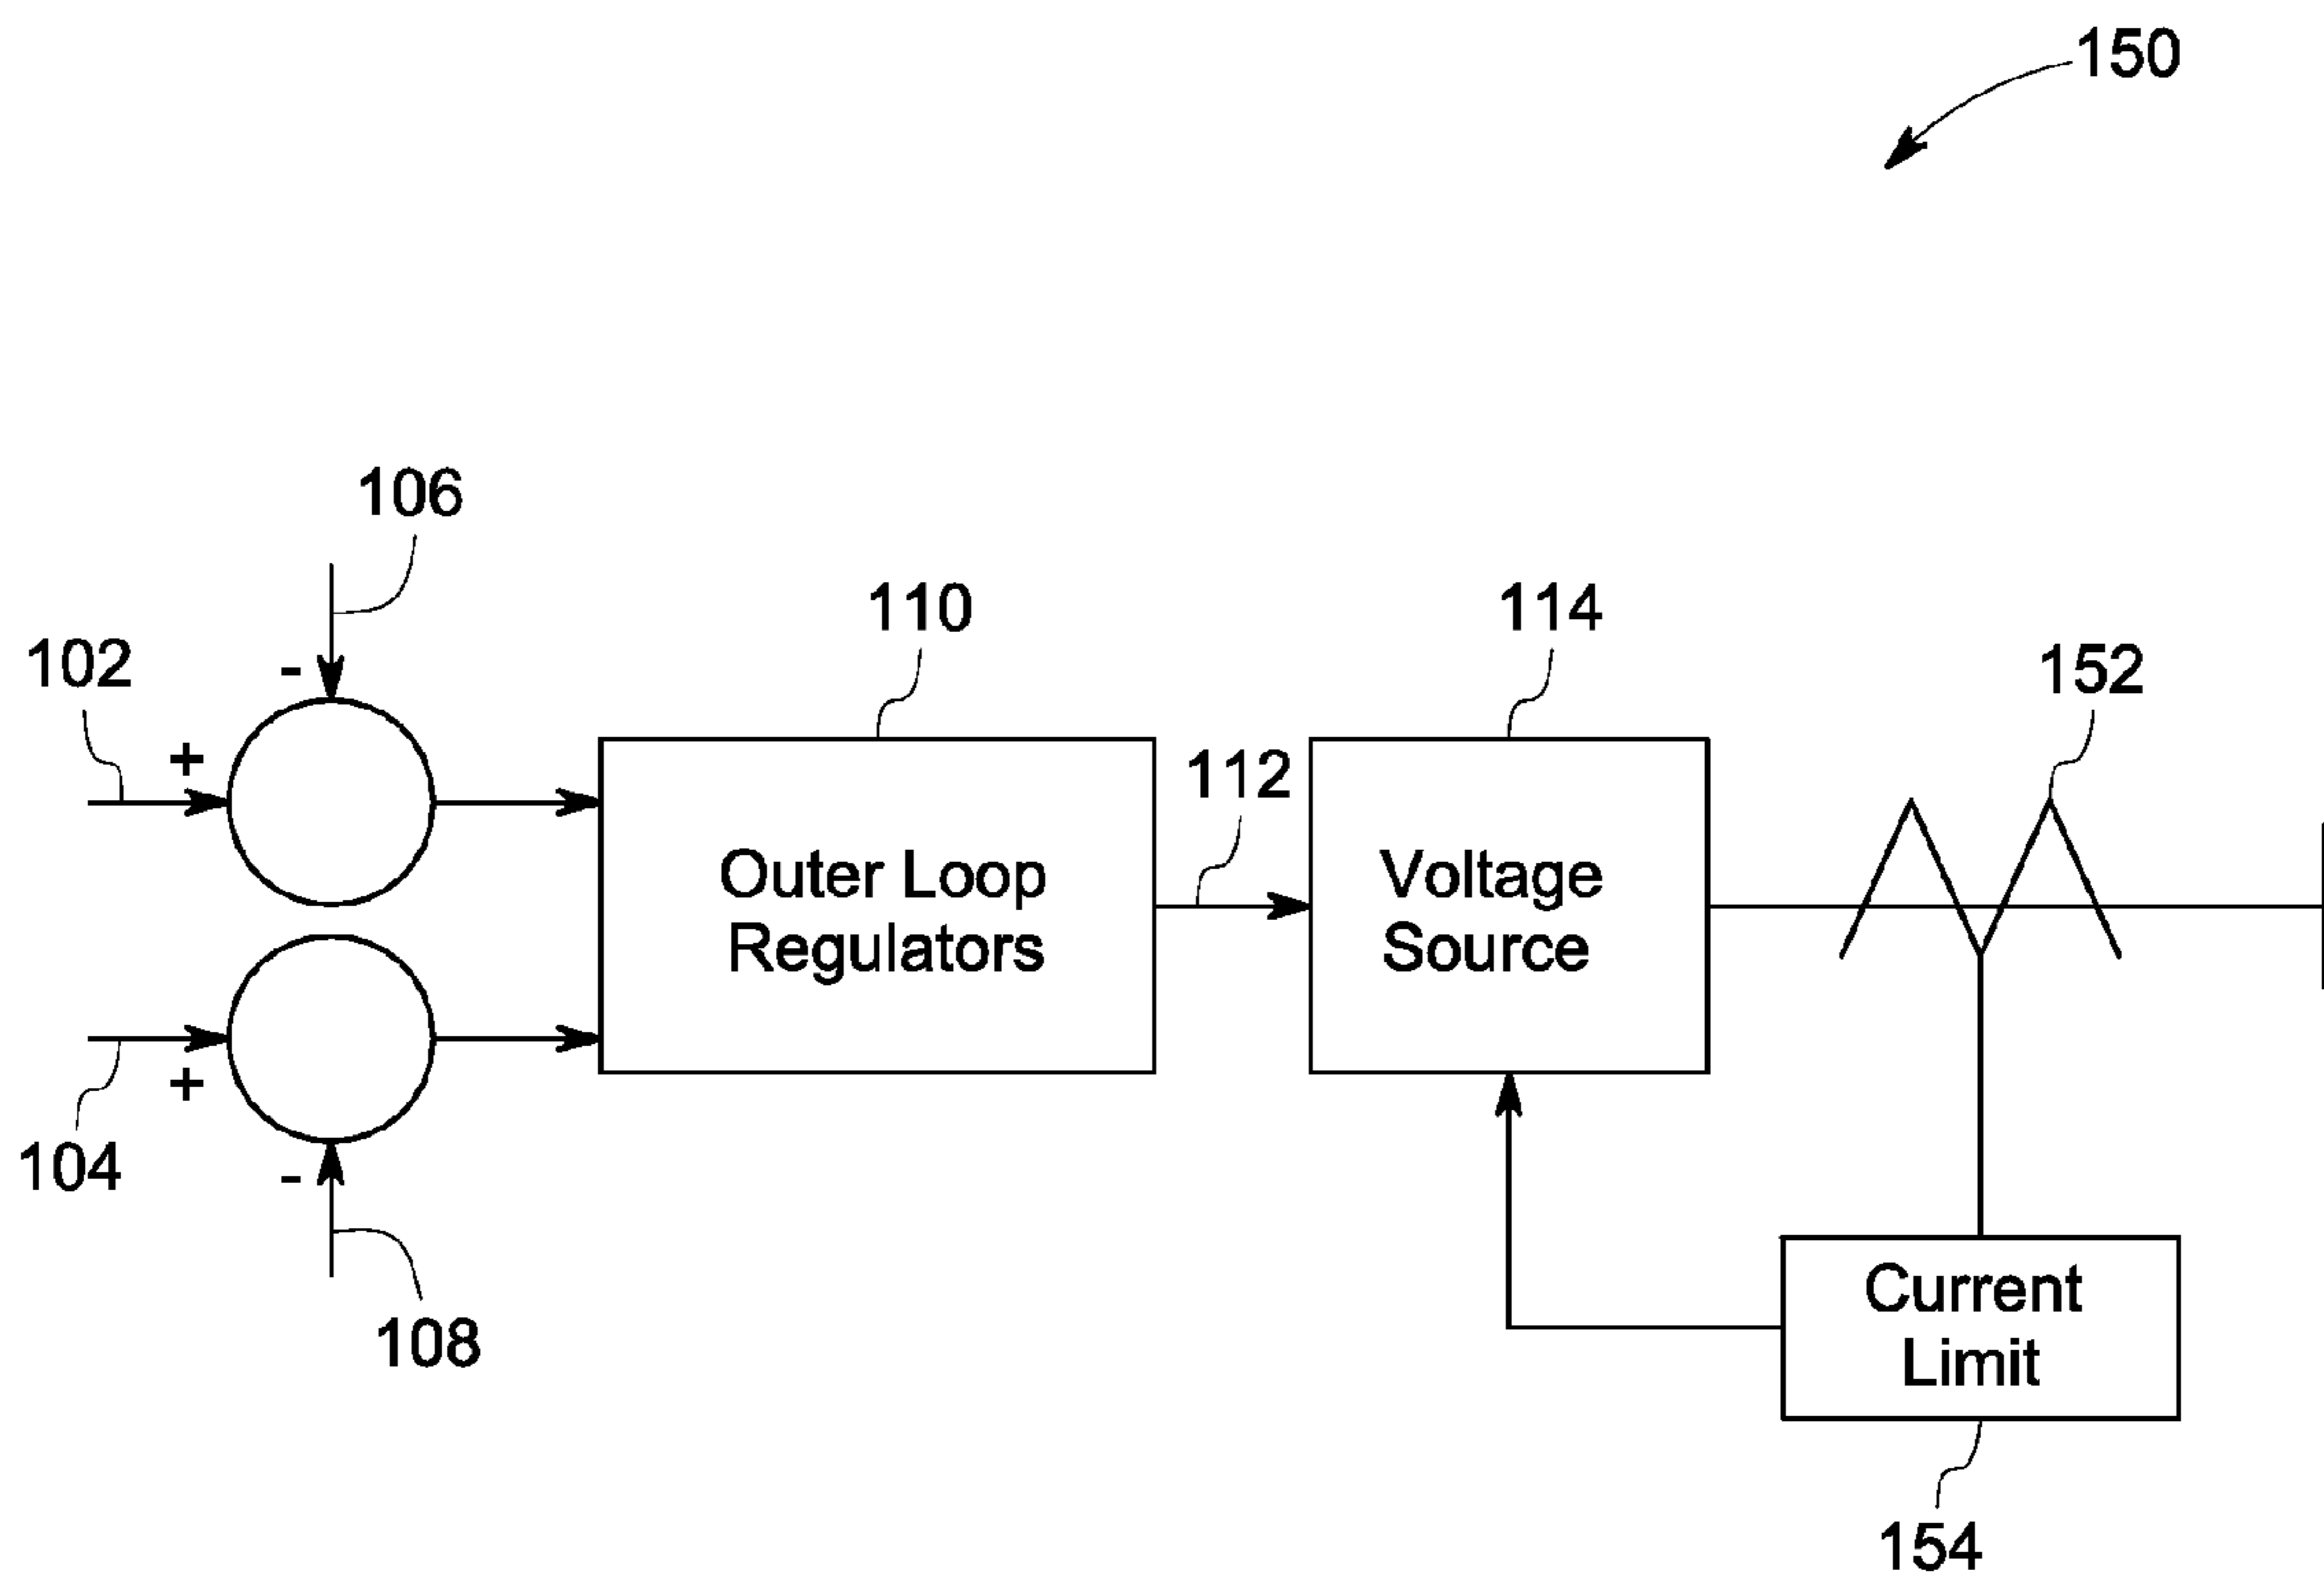 150
106
110
114
102
-
152
+
112
Outer Loop
Regulators
Voltage
Source
+
104
-
108
Current
Limit
154